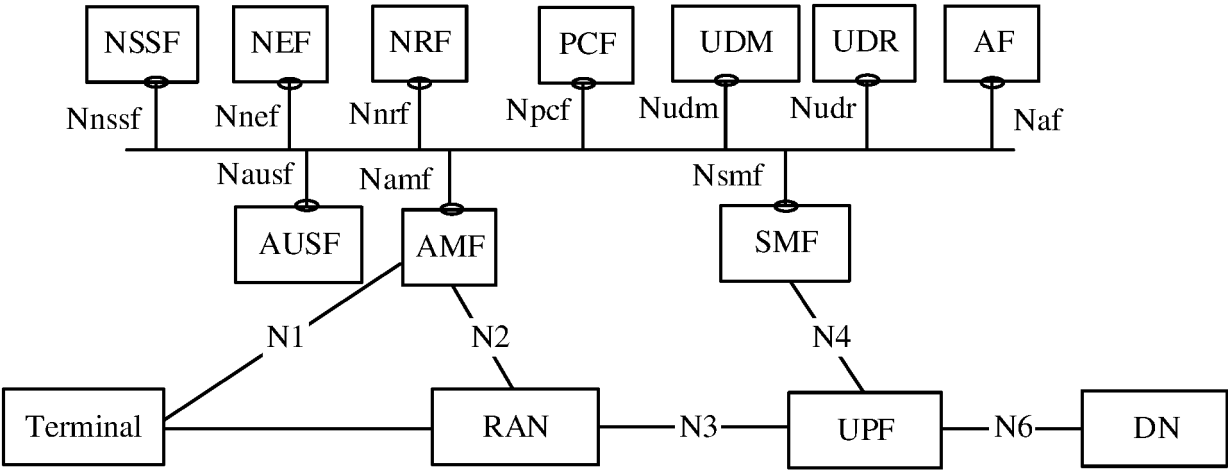 NSSF NEF NRF PCF UDM UDR AF
Nnssf Nnef Nnrf Npcf Nudm Nudr Naf
Nausf Namf Nsmf
AUSF AMF SMF
N1 N2 N4
Terminal RAN N3 UPF N6 DN